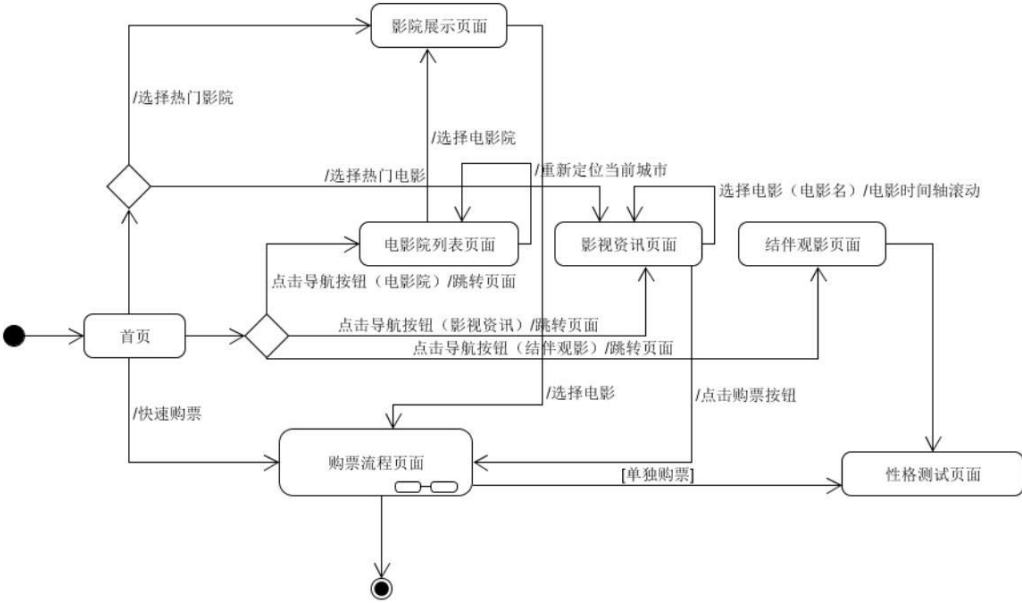 影院展示页面
/选择热门影院
/选择电影院
/选择热门电影
/重新定位当前城市
选择电影（电影名）/电影时间轴滚动
电影院列表页面
影视资讯页面
结伴观影页面
点击导航按钮（电影院）/跳转页面
首页
点击导航按钮（影视资讯）/跳转页面
点击导航按钮（结伴观影）/跳转页面
/选择电影
/点击购票按钮
/快速购票
购票流程页面
[单独购票]
性格测试页面